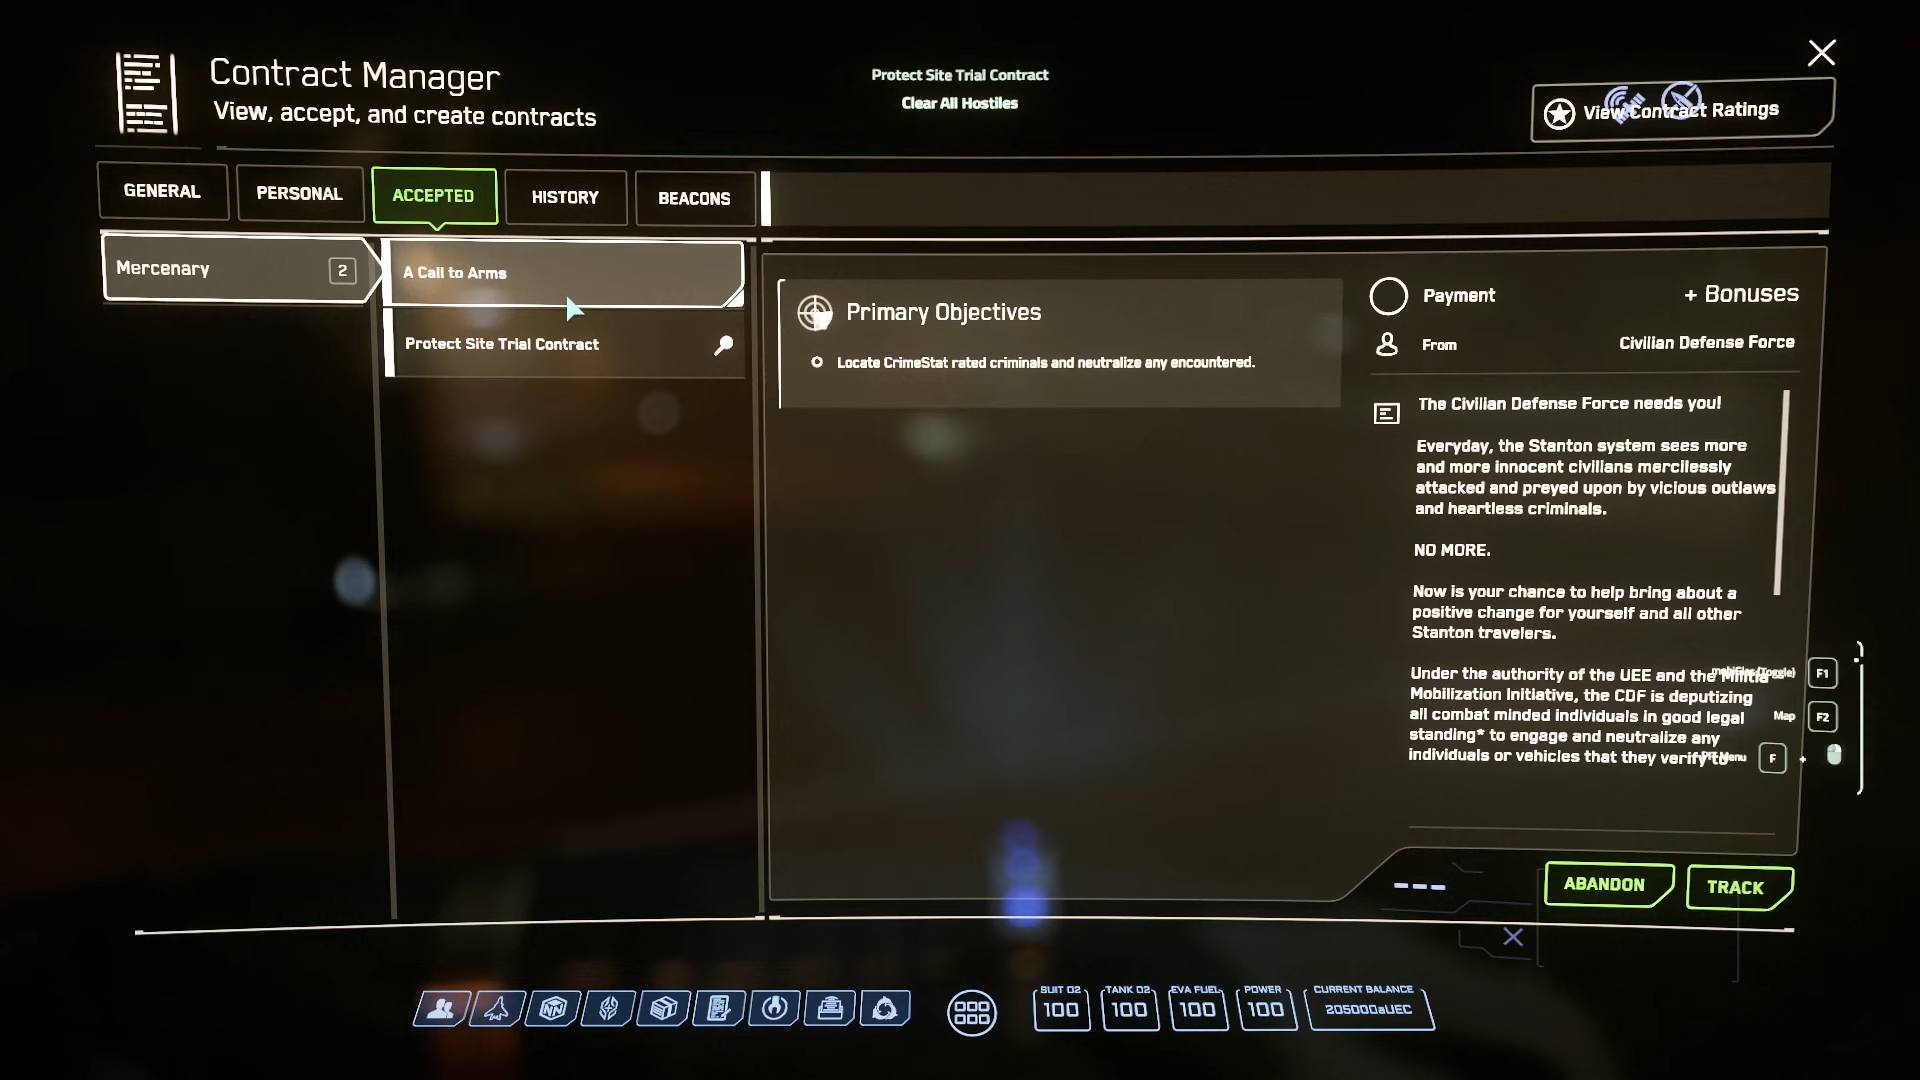 Contract Manager
View, accept, and create contracts
Protect Site Trial Contract
Clear All Hostiles
View Contract Ratings
GENERAL
PERSONAL
ACCEPTED
HISTORY
BEACONS
Mercenary
2
A Call to Arms
Protect Site Trial Contract
Primary Objectives
Locate CrimeStat rated criminals and neutralize any encountered.
Payment
+ Bonuses
From
Civilian Defense Force
The Civilian Defense Force needs you!
Everyday, the Stanton system sees more
and more innocent civilians mercilessly
attacked and preyed upon by vicious outlaws
and heartless criminals.
NO MORE.
Now is your chance to help bring about a
positive change for yourself and all other
Stanton travelers.
Under the authority of the UEE and the Militia
Mobilization Initiative, the CDF is deputizing
all combat minded individuals in good legal
standing* to engage and neutralize any
individuals or vehicles that they verify to
mobiGlas (Toggle)
F1
Map
F2
Menu
F
+
ABANDON
TRACK
SUIT O2
100
TANK O2
100
EVA FUEL
100
POWER
100
CURRENT BALANCE
205000aUEC